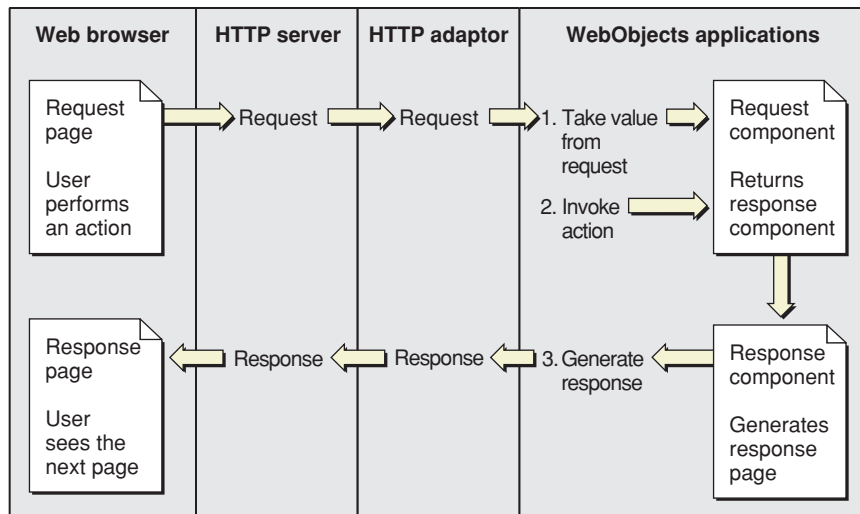 Web browser
HTTP server
HTTP adaptor
WebObjects applications
Request
page
User
performs
an action
Request
Request
1. Take value
from
request
2. Invoke
action
Request
component
Returns
response
component
Response
page
User
sees the
next page
Response
Response
3. Generate
response
Response
component
Generates
response
page